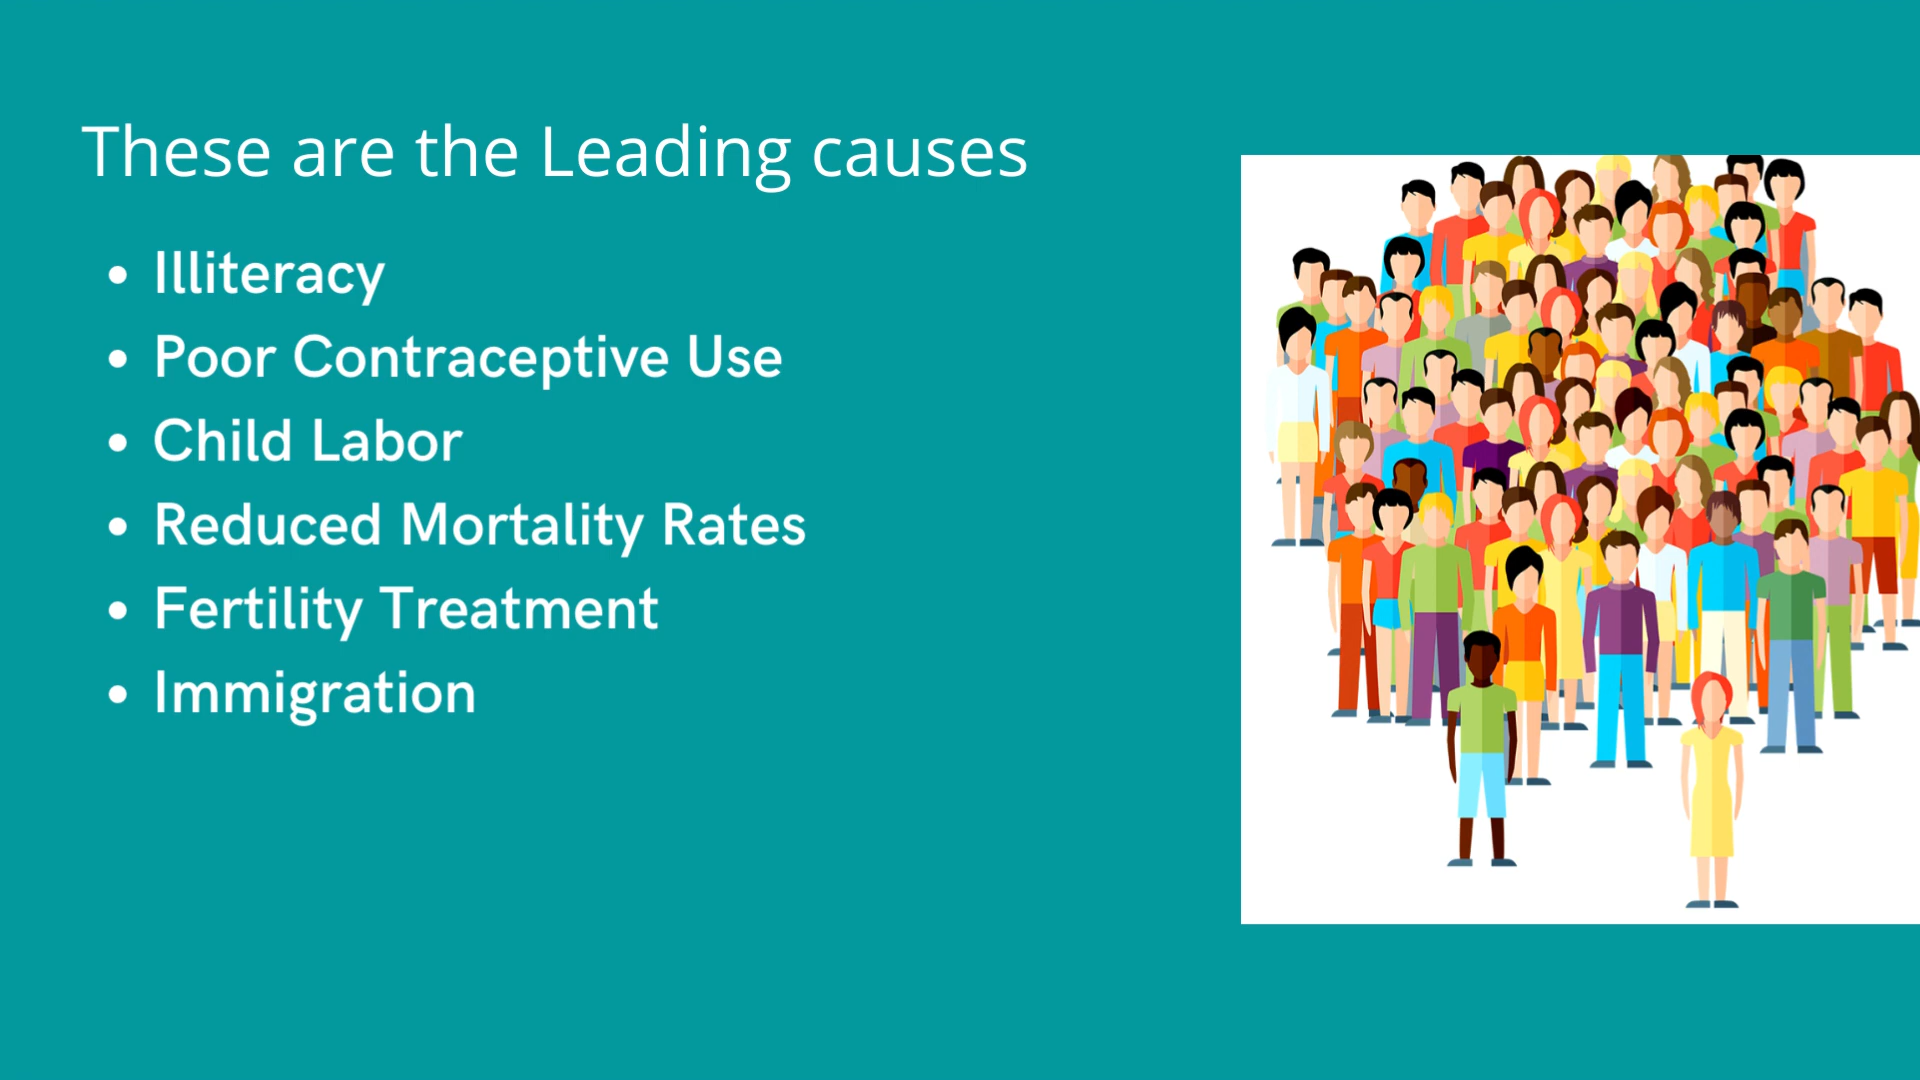 These are the Leading causes
• Illiteracy
• Poor Contraceptive Use
• Child Labor
• Reduced Mortality Rates
• Fertility Treatment
• Immigration